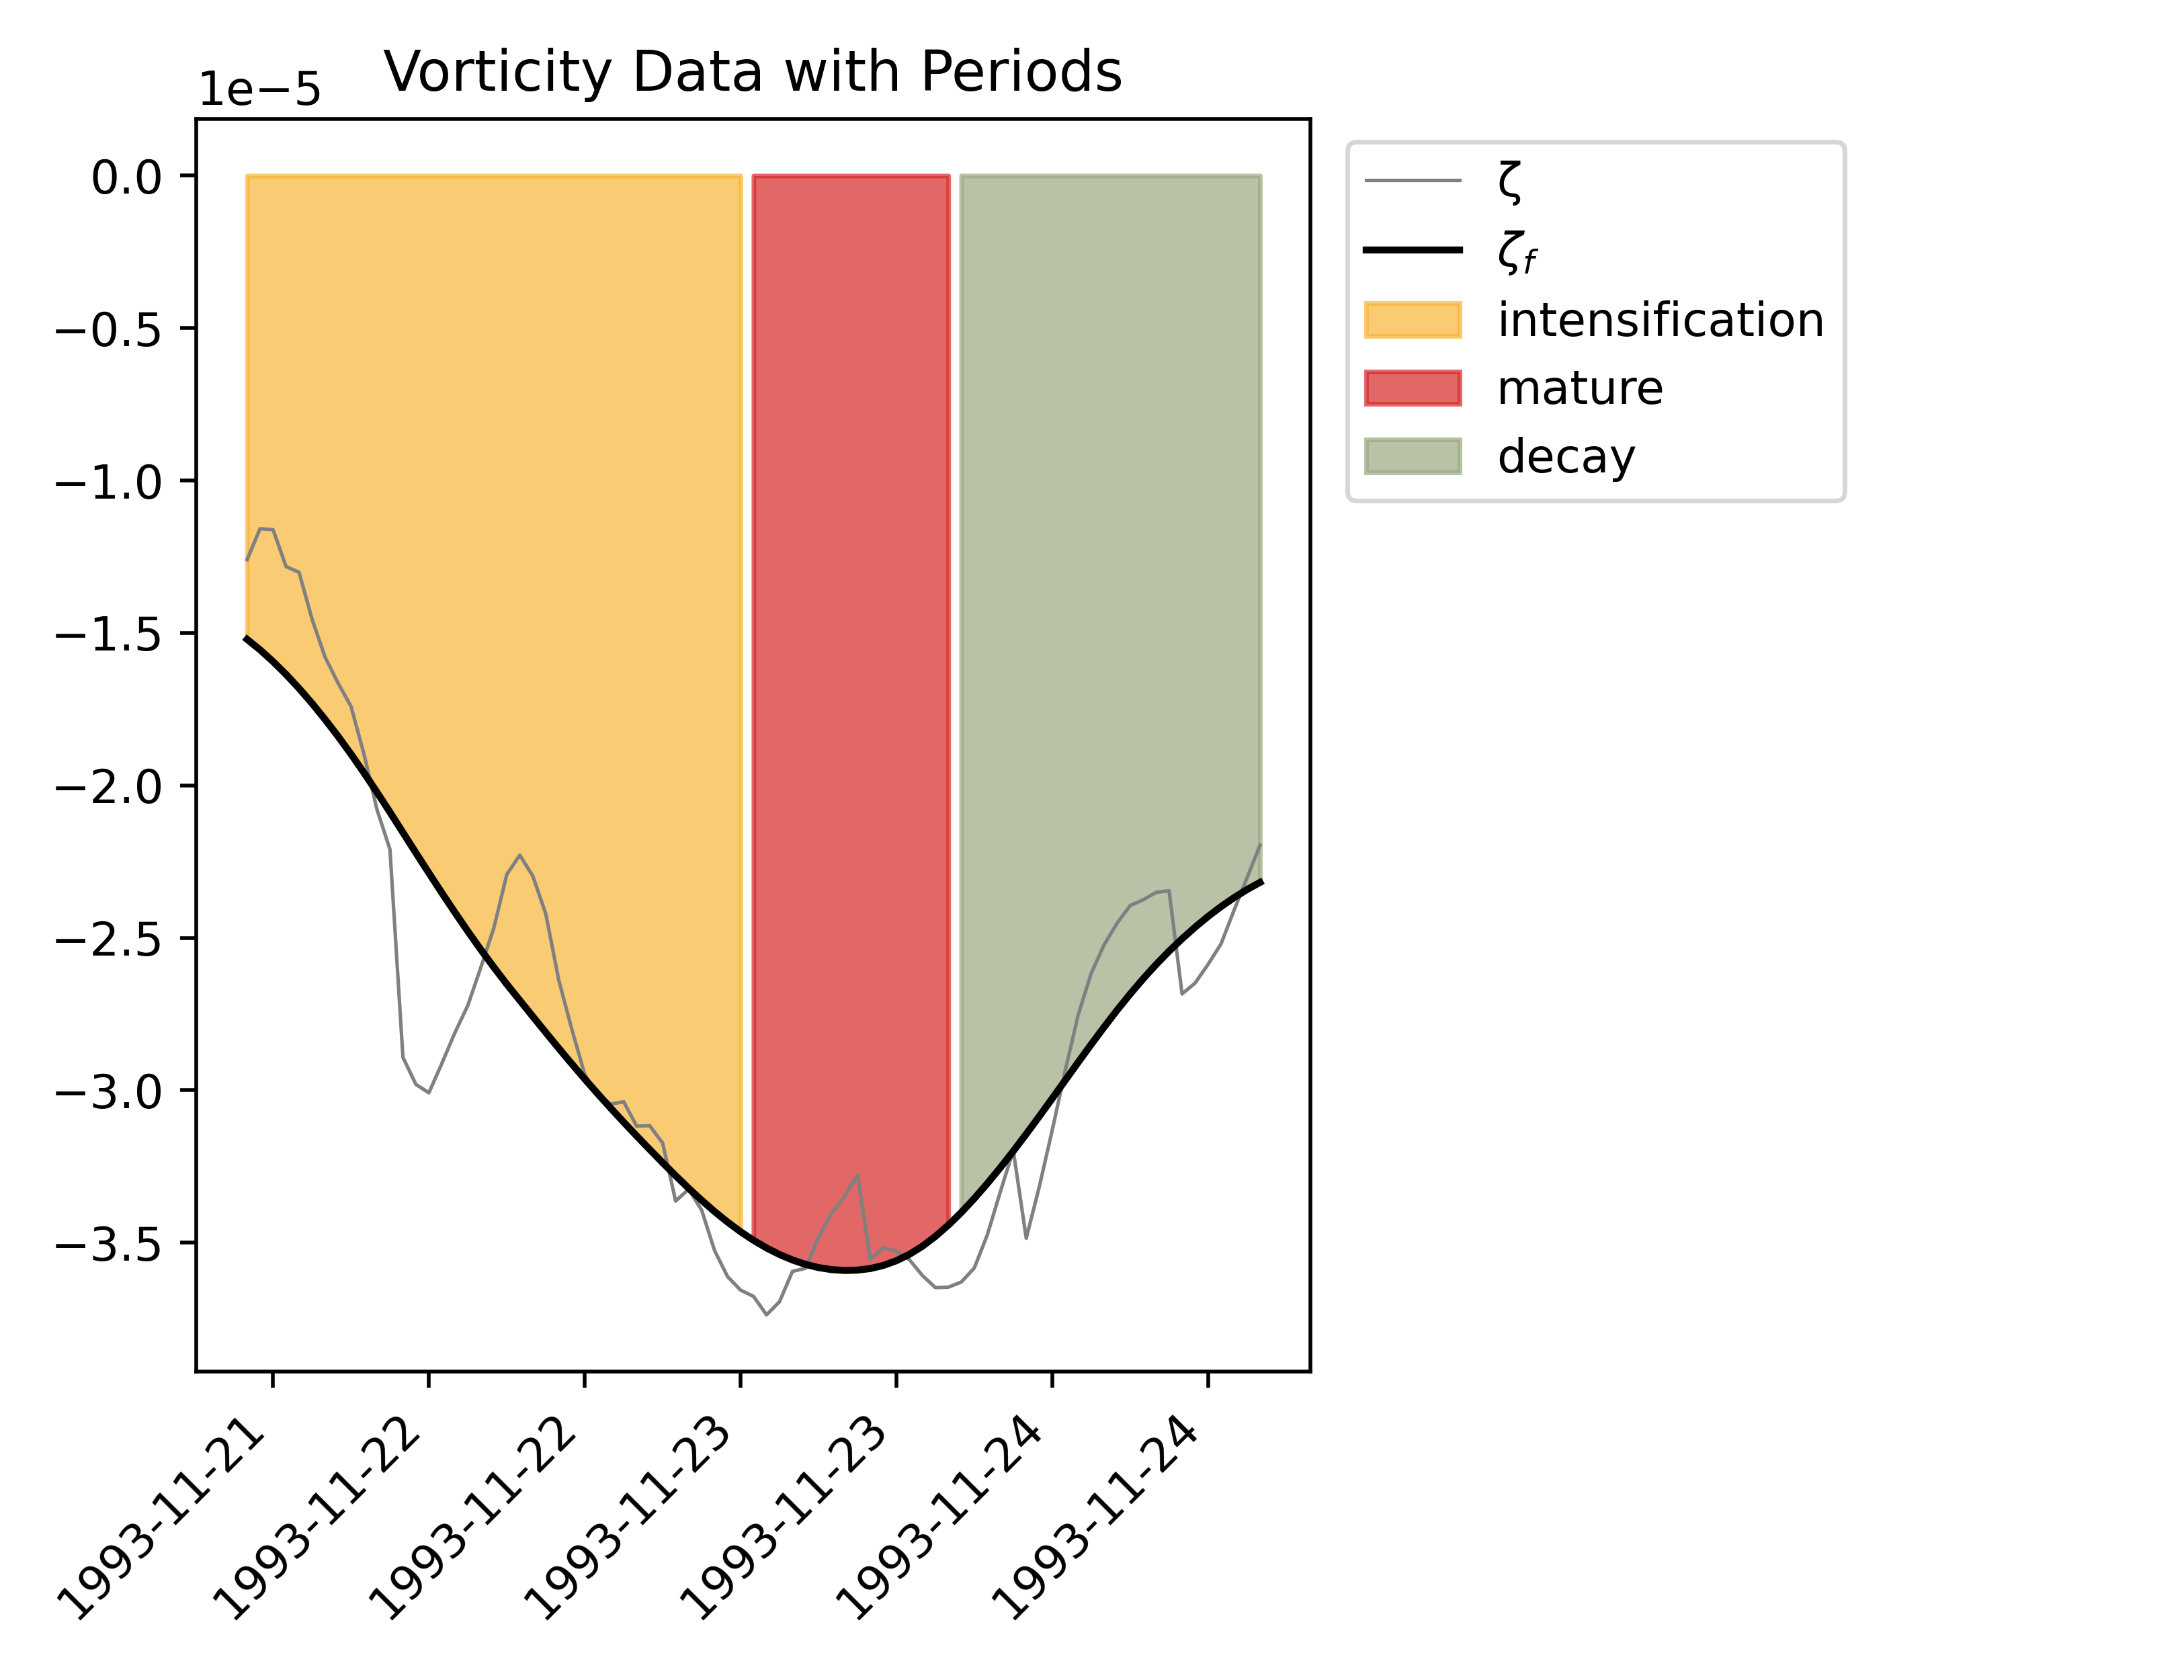 Vorticity Data with Periods
1e−5
0.0
−0.5
−1.0
−1.5
−2.0
−2.5
−3.0
−3.5
1993-11-21
1993-11-22
1993-11-22
1993-11-23
1993-11-23
1993-11-24
1993-11-24
ζ
ζf
intensification
mature
decay